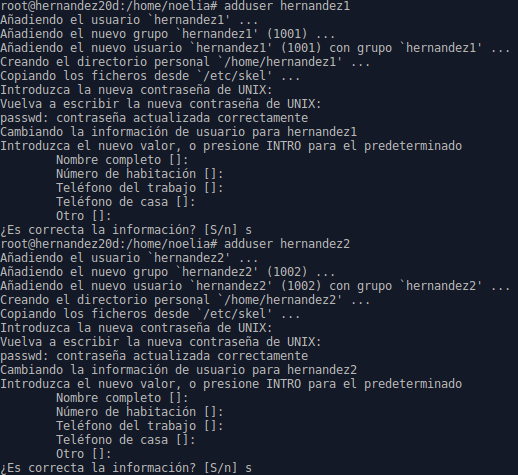 root@hernandez20d:/home/noelia# adduser hernandez1
Añadiendo el usuario `hernandez1' ...
Añadiendo el nuevo grupo `hernandez1' (1001) ...
Añadiendo el nuevo usuario `hernandez1' (1001) con grupo `hernandez1' ...
Creando el directorio personal `/home/hernandez1' ...
Copiando los ficheros desde `/etc/skel' ...
Introduzca la nueva contraseña de UNIX:
Vuelva a escribir la nueva contraseña de UNIX:
passwd: contraseña actualizada correctamente
Cambiando la información de usuario para hernandez1
Introduzca el nuevo valor, o presione INTRO para el predeterminado
        Nombre completo []:
        Número de habitación []:
        Teléfono del trabajo []:
        Teléfono de casa []:
        Otro []:
¿Es correcta la información? [S/n] s
root@hernandez20d:/home/noelia# adduser hernandez2
Añadiendo el usuario `hernandez2' ...
Añadiendo el nuevo grupo `hernandez2' (1002) ...
Añadiendo el nuevo usuario `hernandez2' (1002) con grupo `hernandez2' ...
Creando el directorio personal `/home/hernandez2' ...
Copiando los ficheros desde `/etc/skel' ...
Introduzca la nueva contraseña de UNIX:
Vuelva a escribir la nueva contraseña de UNIX:
passwd: contraseña actualizada correctamente
Cambiando la información de usuario para hernandez2
Introduzca el nuevo valor, o presione INTRO para el predeterminado
        Nombre completo []:
        Número de habitación []:
        Teléfono del trabajo []:
        Teléfono de casa []:
        Otro []:
¿Es correcta la información? [S/n] s